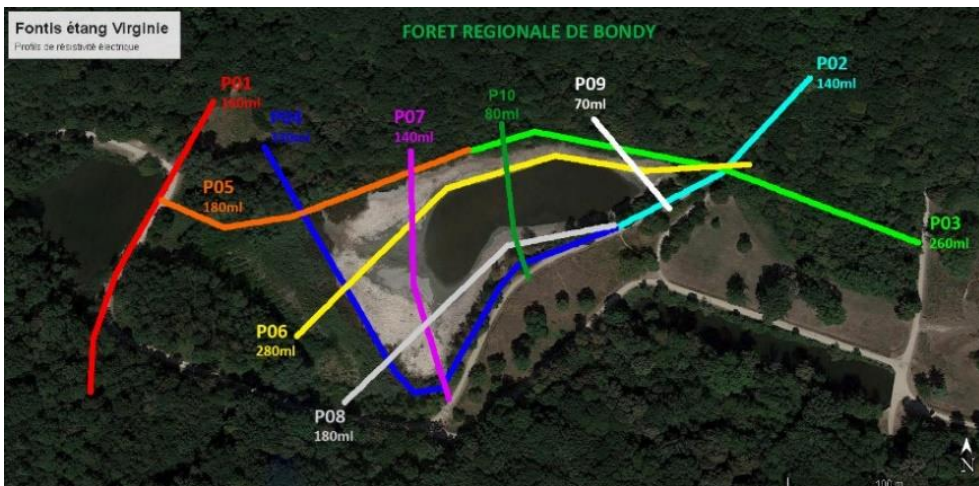 Fontis étang Virginie
Profils de résistivité électrique
FORET REGIONALE DE BONDY
P01
160ml
P02
140ml
P09
70ml
P10
80ml
P07
140ml
P05
180ml
P03
260ml
P06
280ml
P08
180ml
100 m
N